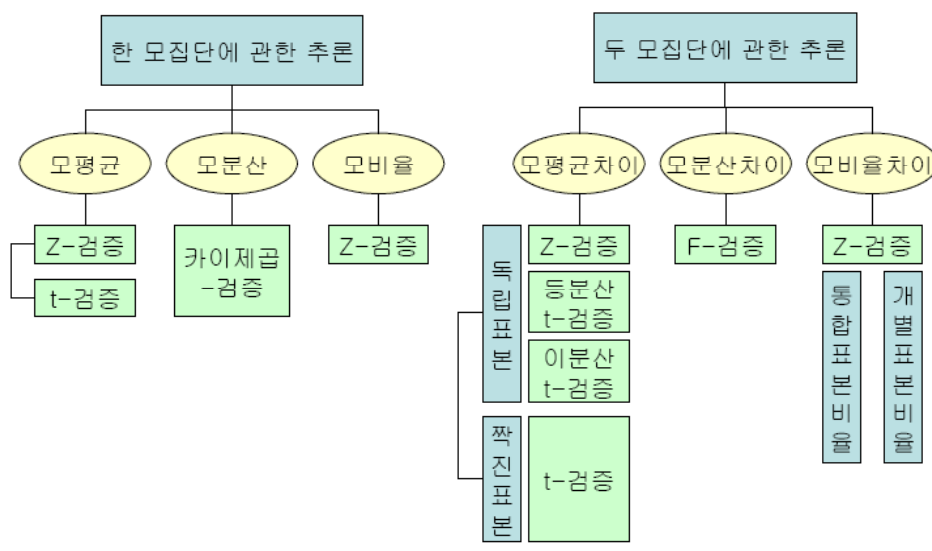 한 모집단에 관한 추론
두 모집단에 관한 추론
모평균
모분산
모비율
모평균차이
모분산차이
모비율차이
Z-검증
t-검증
카이제곱
-검증
Z-검증
독립표본
Z-검증
등분산
t-검증
이분산
t-검증
짝진표본
t-검증
F-검증
Z-검증
통합표본비율
개별표본비율